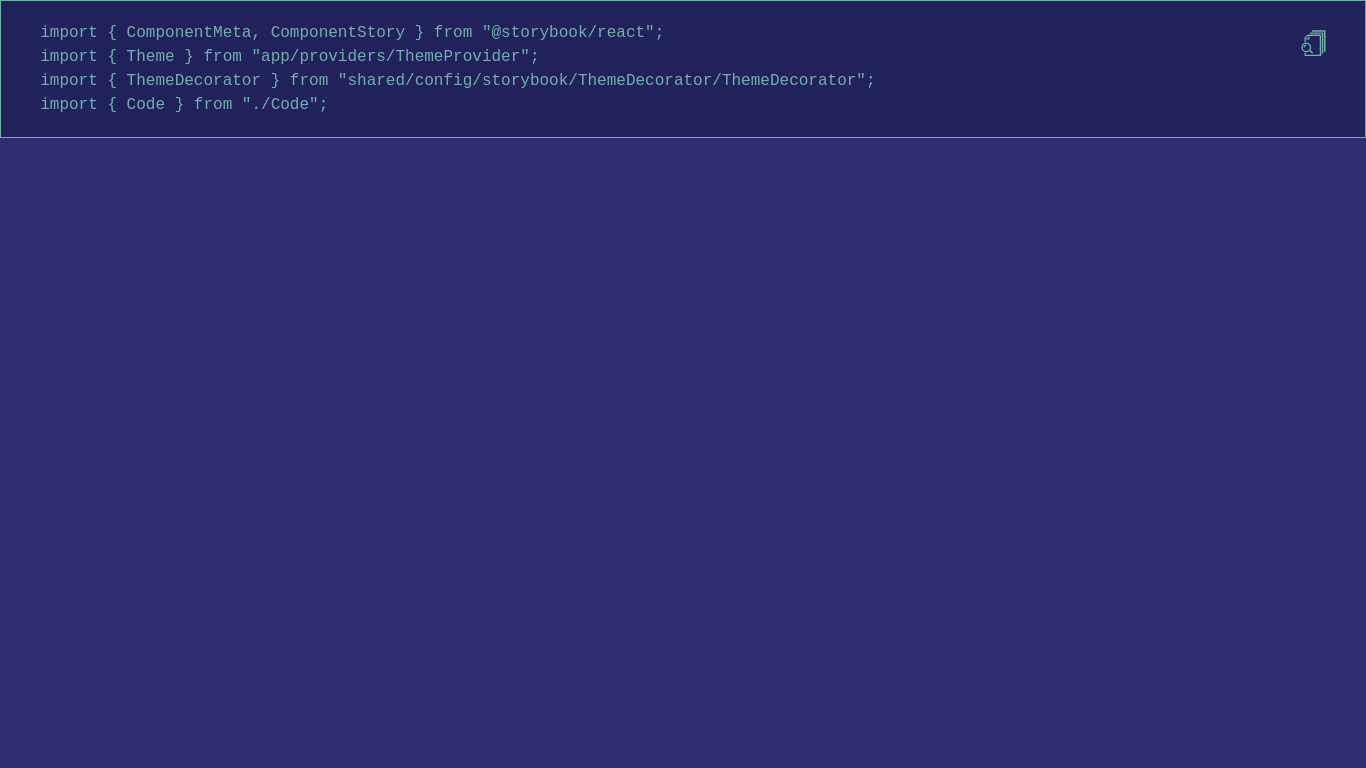 import { ComponentMeta, ComponentStory } from "@storybook/react";
import { Theme } from "app/providers/ThemeProvider";
import { ThemeDecorator } from "shared/config/storybook/ThemeDecorator/ThemeDecorator";
import { Code } from "./Code";